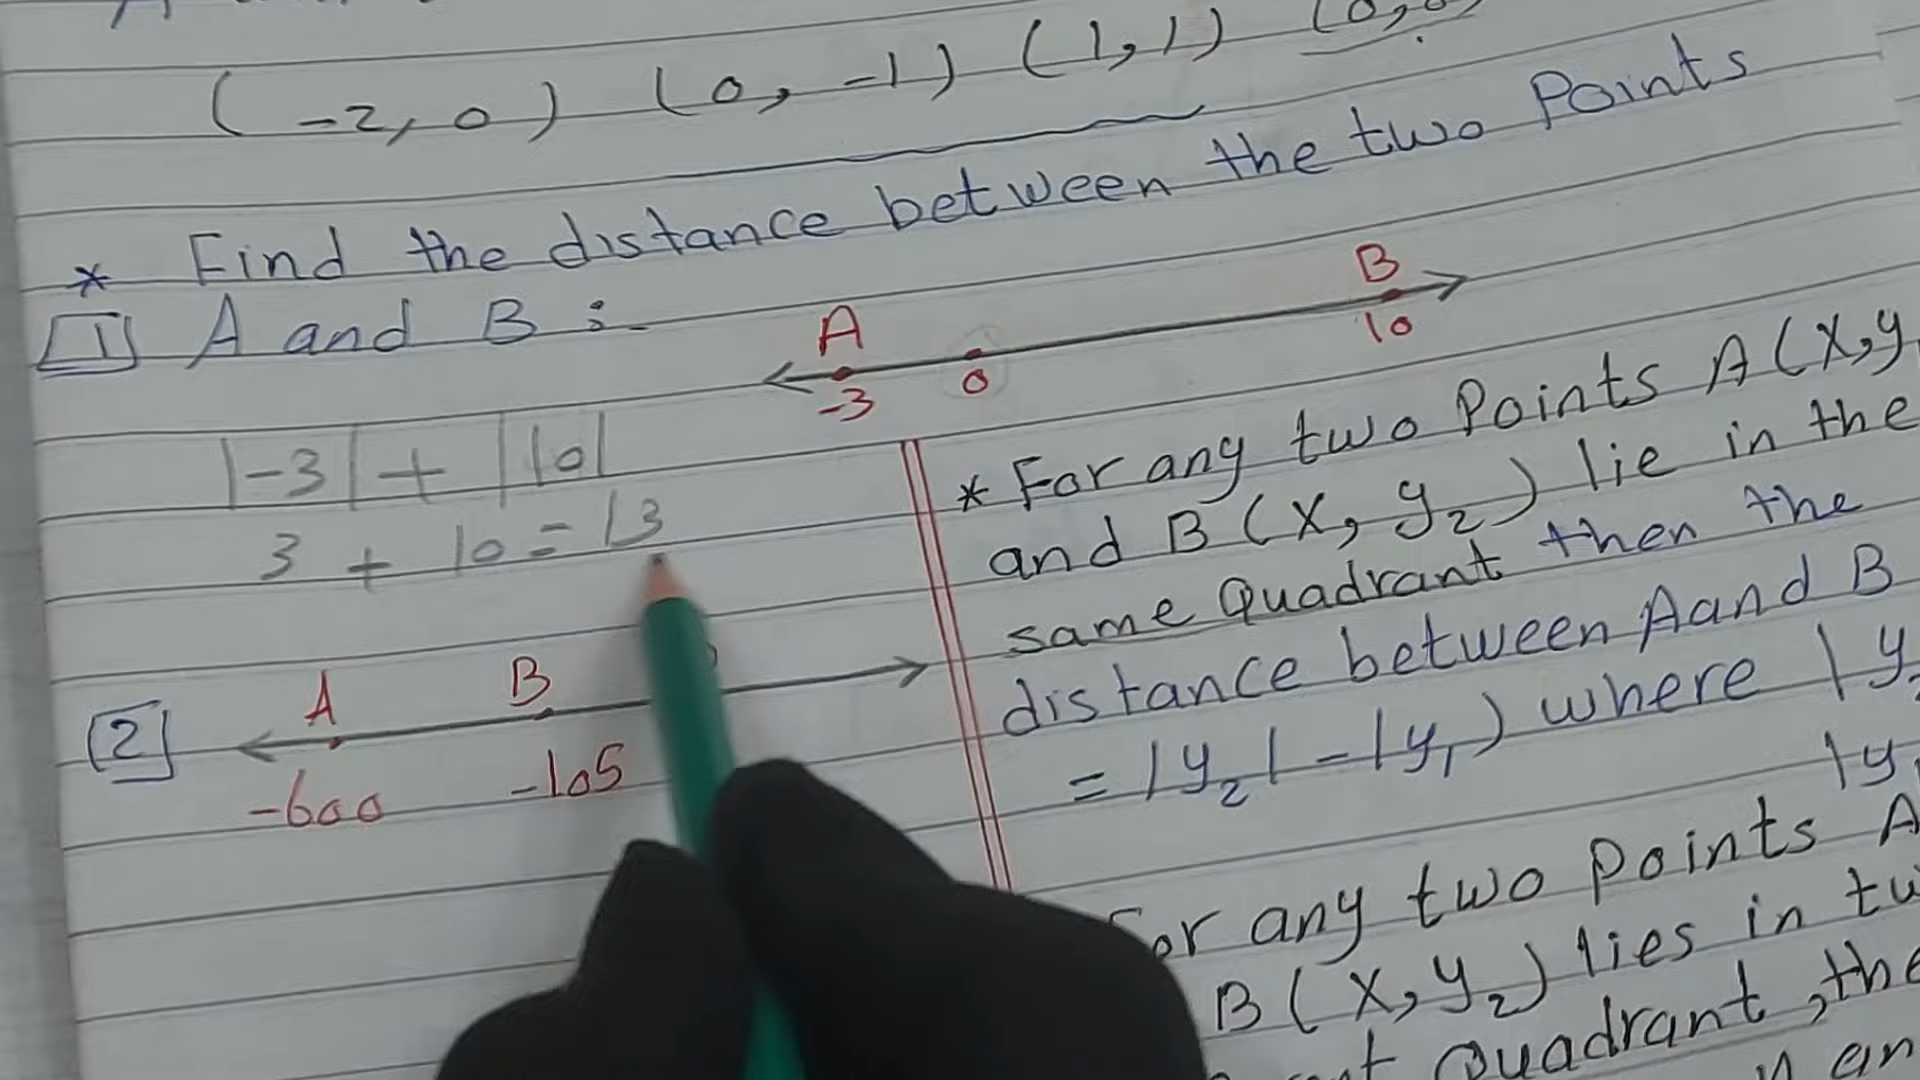 (-2, 0) (0, -1) (1, 1) (0,
* Find the distance between the two Points
[1] A and B :-
A B
-3 0 10
|-3| + |10|
3 + 10 = 13
[2] A B
-600 -105
* For any two Points A(X,y
and B (X, y₂) lie in the
same Quadrant then the
distance between A and B
= |y₂| - |y₁) where |y
|y
For any two Points A
B (X, y₂) lies in
Quadrant, the